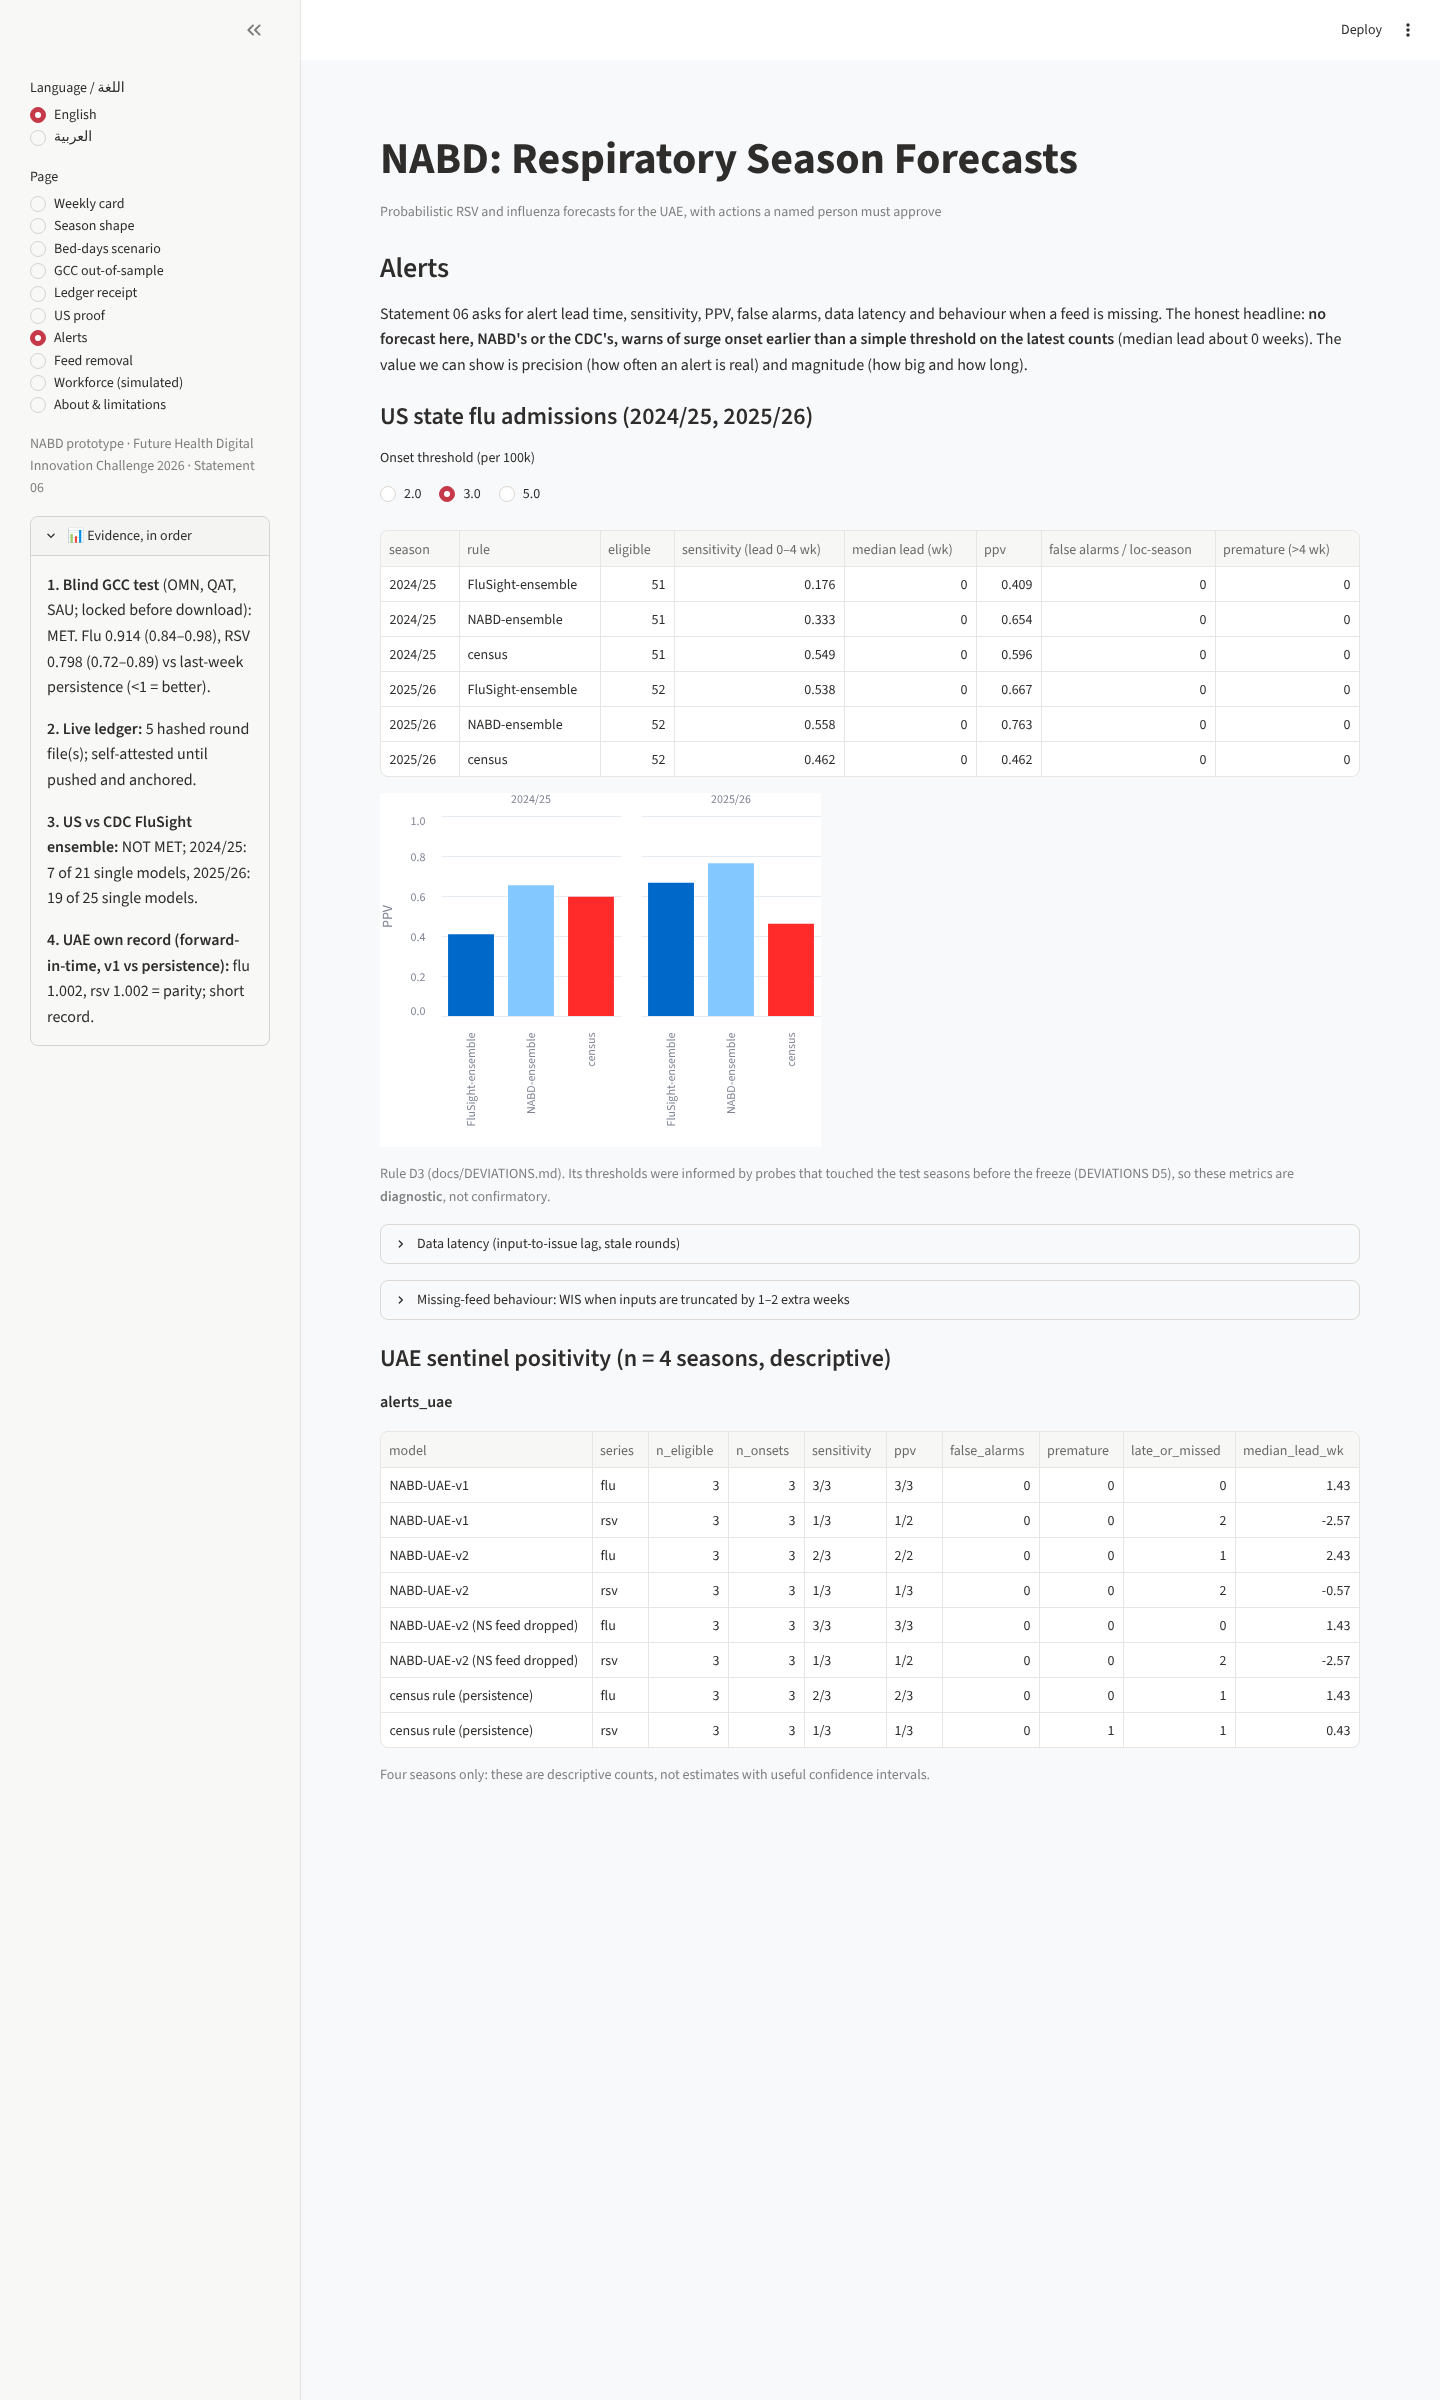 Deploy
Language / اللغة
English
العربية
Page
Weekly card
Season shape
Bed-days scenario
GCC out-of-sample
Ledger receipt
US proof
Alerts
Feed removal
Workforce (simulated)
About & limitations
NABD prototype · Future Health Digital
Innovation Challenge 2026 · Statement
06
📊 Evidence, in order
1. Blind GCC test (OMN, QAT,
SAU; locked before download):
MET. Flu 0.914 (0.84–0.98), RSV
0.798 (0.72–0.89) vs last-week
persistence (<1 = better).
2. Live ledger: 5 hashed round
file(s); self-attested until
pushed and anchored.
3. US vs CDC FluSight
ensemble: NOT MET; 2024/25:
7 of 21 single models, 2025/26:
19 of 25 single models.
4. UAE own record (forward-
in-time, v1 vs persistence): flu
1.002, rsv 1.002 = parity; short
record.
NABD: Respiratory Season Forecasts
Probabilistic RSV and influenza forecasts for the UAE, with actions a named person must approve
Alerts
Statement 06 asks for alert lead time, sensitivity, PPV, false alarms, data latency and behaviour when a feed is missing. The honest headline: no
forecast here, NABD's or the CDC's, warns of surge onset earlier than a simple threshold on the latest counts (median lead about 0 weeks). The
value we can show is precision (how often an alert is real) and magnitude (how big and how long).
US state flu admissions (2024/25, 2025/26)
Onset threshold (per 100k)
2.0 3.0 5.0
season rule eligible sensitivity (lead 0–4 wk) median lead (wk) ppv false alarms / loc-season premature (>4 wk)
2024/25 FluSight-ensemble 51 0.176 0 0.409 0 0
2024/25 NABD-ensemble 51 0.333 0 0.654 0 0
2024/25 census 51 0.549 0 0.596 0 0
2025/26 FluSight-ensemble 52 0.538 0 0.667 0 0
2025/26 NABD-ensemble 52 0.558 0 0.763 0 0
2025/26 census 52 0.462 0 0.462 0 0
2024/25 2025/26
PPV
1.0
0.8
0.6
0.4
0.2
0.0
FluSight-ensemble
NABD-ensemble
census
FluSight-ensemble
NABD-ensemble
census
Rule D3 (docs/DEVIATIONS.md). Its thresholds were informed by probes that touched the test seasons before the freeze (DEVIATIONS D5), so these metrics are
diagnostic, not confirmatory.
Data latency (input-to-issue lag, stale rounds)
Missing-feed behaviour: WIS when inputs are truncated by 1–2 extra weeks
UAE sentinel positivity (n = 4 seasons, descriptive)
alerts_uae
model series n_eligible n_onsets sensitivity ppv false_alarms premature late_or_missed median_lead_wk
NABD-UAE-v1 flu 3 3 3/3 3/3 0 0 0 1.43
NABD-UAE-v1 rsv 3 3 1/3 1/2 0 0 2 -2.57
NABD-UAE-v2 flu 3 3 2/3 2/2 0 0 1 2.43
NABD-UAE-v2 rsv 3 3 1/3 1/3 0 0 2 -0.57
NABD-UAE-v2 (NS feed dropped) flu 3 3 3/3 3/3 0 0 0 1.43
NABD-UAE-v2 (NS feed dropped) rsv 3 3 1/3 1/2 0 0 2 -2.57
census rule (persistence) flu 3 3 2/3 2/3 0 0 1 1.43
census rule (persistence) rsv 3 3 1/3 1/3 0 1 1 0.43
Four seasons only: these are descriptive counts, not estimates with useful confidence intervals.